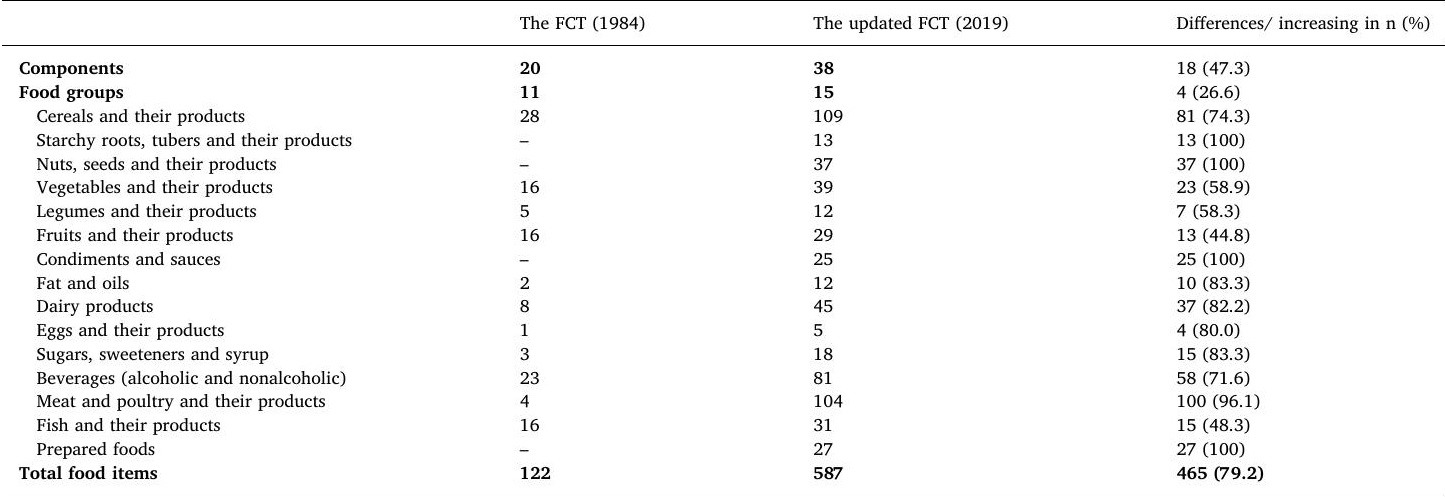 The FCT (1984) The updated FCT (2019) Differences/ increasing in n (%)
Components 20 38 18 (47.3)
Food groups 11 15 4 (26.6)
Cereals and their products 28 109 81 (74.3)
Starchy roots, tubers and their products – 13 13 (100)
Nuts, seeds and their products – 37 37 (100)
Vegetables and their products 16 39 23 (58.9)
Legumes and their products 5 12 7 (58.3)
Fruits and their products 16 29 13 (44.8)
Condiments and sauces – 25 25 (100)
Fat and oils 2 12 10 (83.3)
Dairy products 8 45 37 (82.2)
Eggs and their products 1 5 4 (80.0)
Sugars, sweeteners and syrup 3 18 15 (83.3)
Beverages (alcoholic and nonalcoholic) 23 81 58 (71.6)
Meat and poultry and their products 4 104 100 (96.1)
Fish and their products 16 31 15 (48.3)
Prepared foods – 27 27 (100)
Total food items 122 587 465 (79.2)